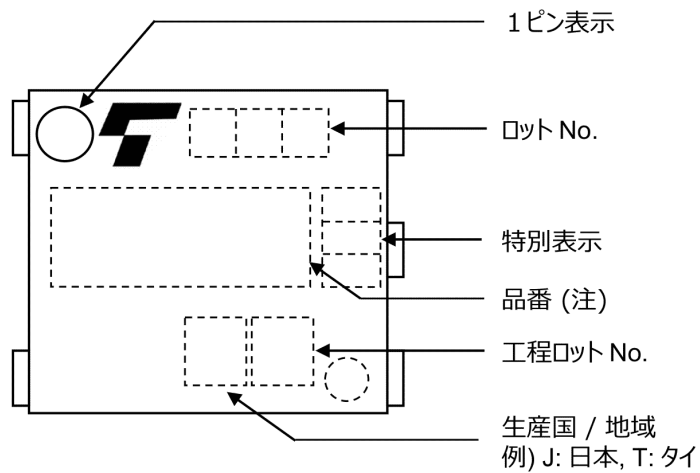 １ピン表示
ロット No.
特別表示
品番 (注)
工程ロット No.
生産国 / 地域
例) J: 日本, T: タイ